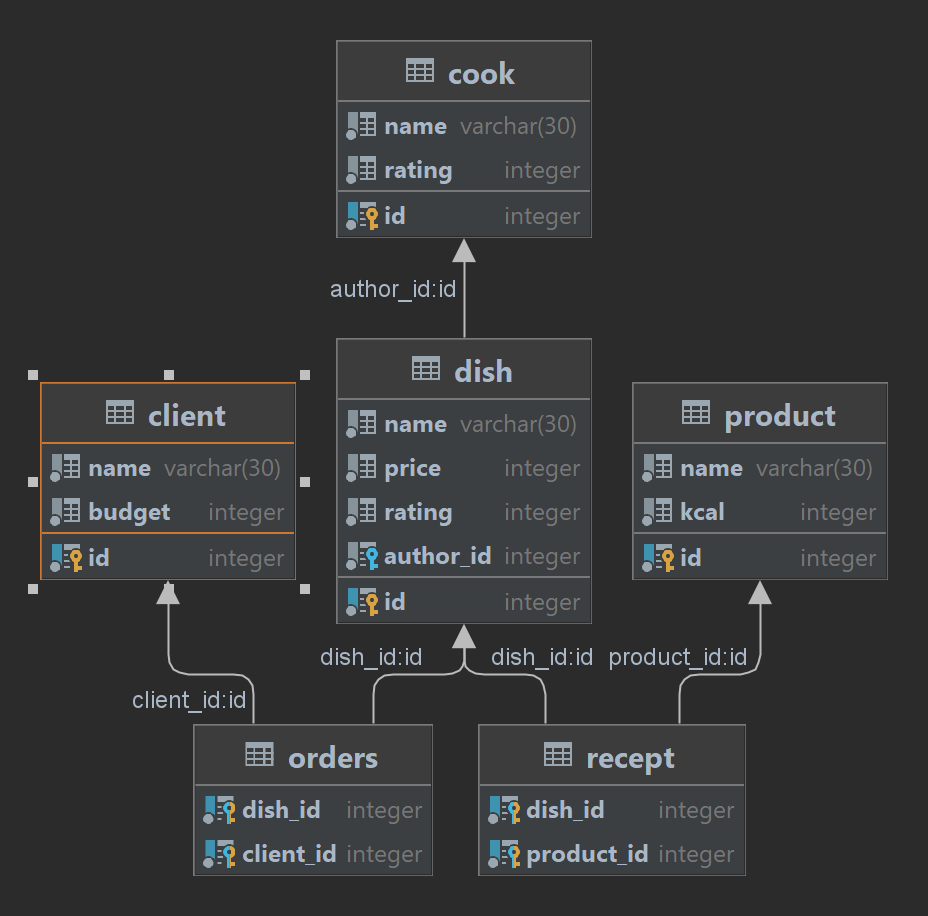 cook
name varchar(30)
rating integer
id integer
author_id:id
dish
name varchar(30)
price integer
rating integer
author_id integer
id integer
client
name varchar(30)
budget integer
id integer
product
name varchar(30)
kcal integer
id integer
dish_id:id
dish_id:id
product_id:id
client_id:id
orders
dish_id integer
client_id integer
recept
dish_id integer
product_id integer